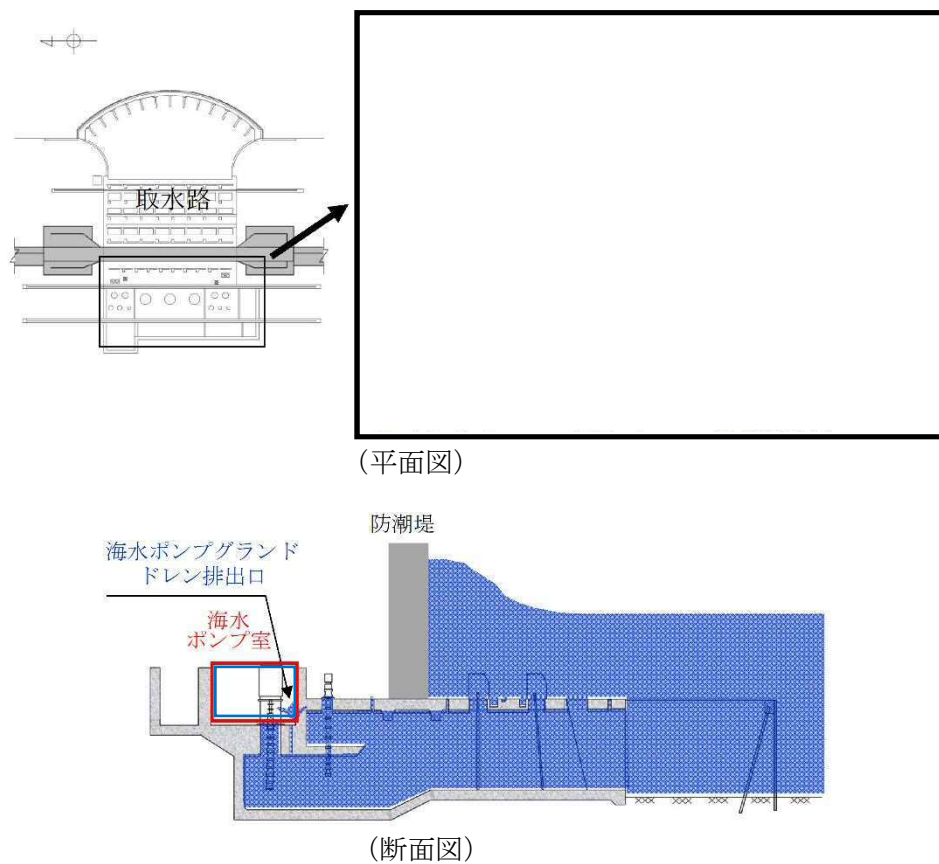 取水路
(平面図)
防潮堤
海水ポンプグランド
ドレン排出口
海水
ポンプ室
(断面図)